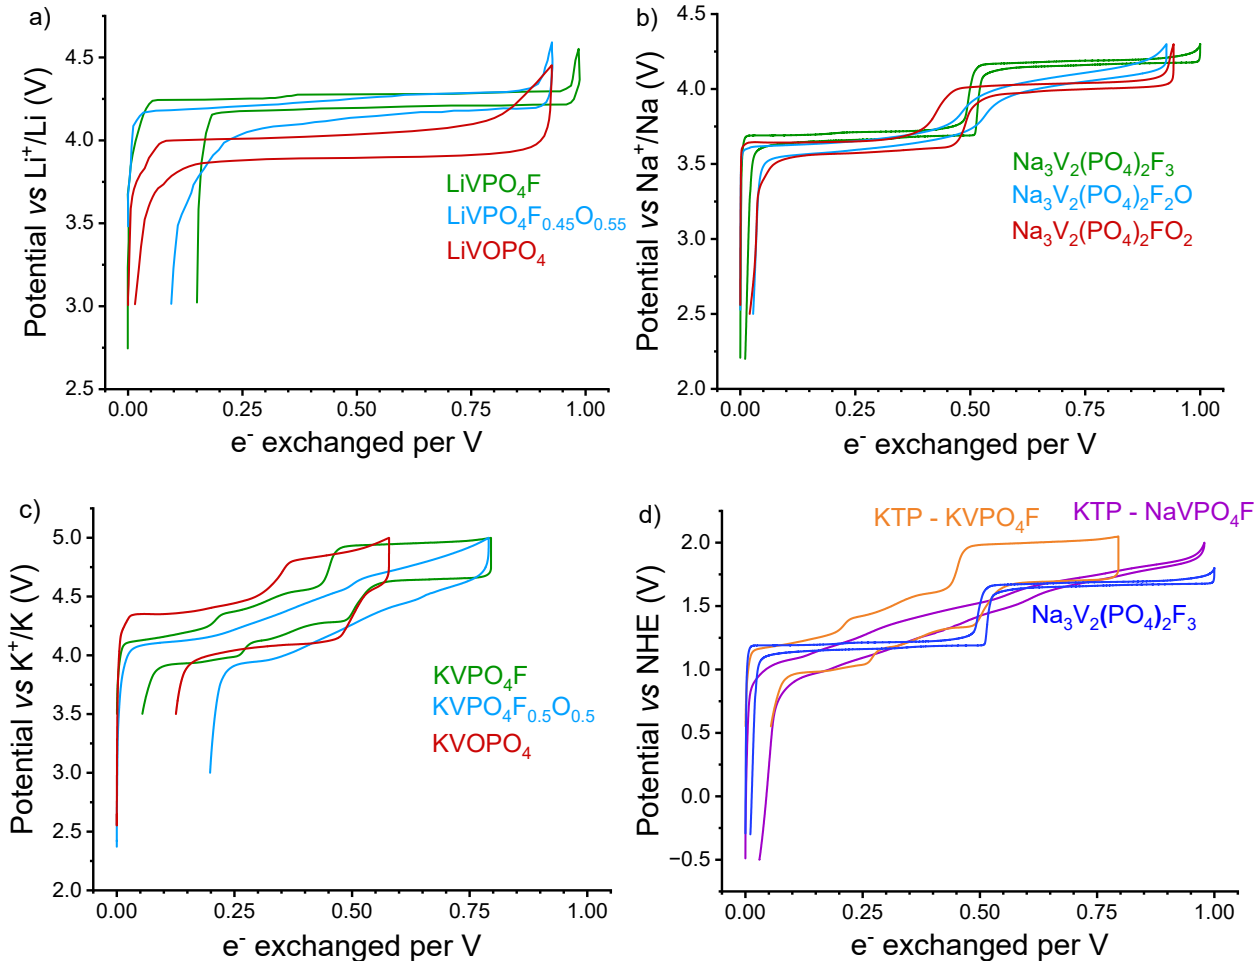 a)
Potential vs Li⁺/Li (V)
4.5
4.0
3.5
3.0
2.5
LiVPO₄F
LiVPO₄F₀.₄₅O₀.₅₅
LiVOPO₄
0.00 0.25 0.50 0.75 1.00
e⁻ exchanged per V
b)
Potential vs Na⁺/Na (V)
4.5
4.0
3.5
3.0
2.5
2.0
Na₃V₂(PO₄)₂F₃
Na₃V₂(PO₄)₂F₂O
Na₃V₂(PO₄)₂FO₂
0.00 0.25 0.50 0.75 1.00
e⁻ exchanged per V
c)
Potential vs K⁺/K (V)
5.0
4.5
4.0
3.5
3.0
2.5
2.0
KVPO₄F
KVPO₄F₀.₅O₀.₅
KVOPO₄
0.00 0.25 0.50 0.75 1.00
e⁻ exchanged per V
d)
KTP - KVPO₄F
KTP - NaVPO₄F
Na₃V₂(PO₄)₂F₃
Potential vs NHE (V)
2.0
1.5
1.0
0.5
0.0
−0.5
0.00 0.25 0.50 0.75 1.00
e⁻ exchanged per V